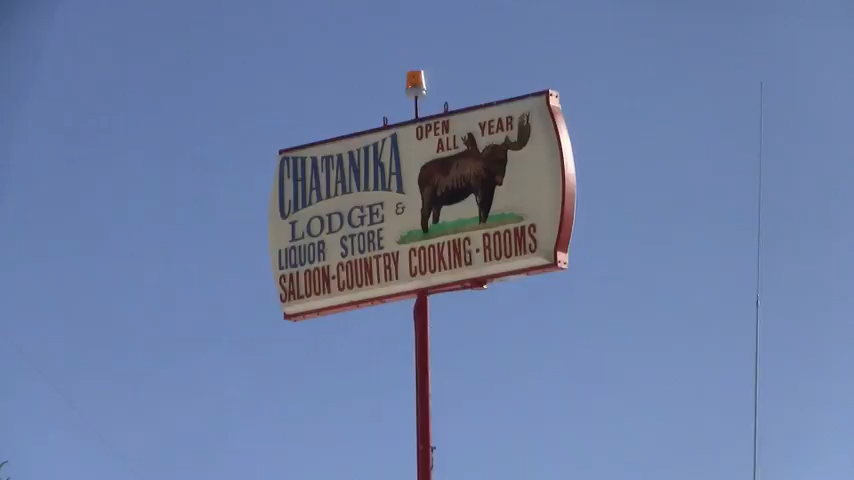 OPEN
ALL YEAR
CHATANIKA
LODGE &
LIQUOR STORE
SALOON·COUNTRY COOKING·ROOMS